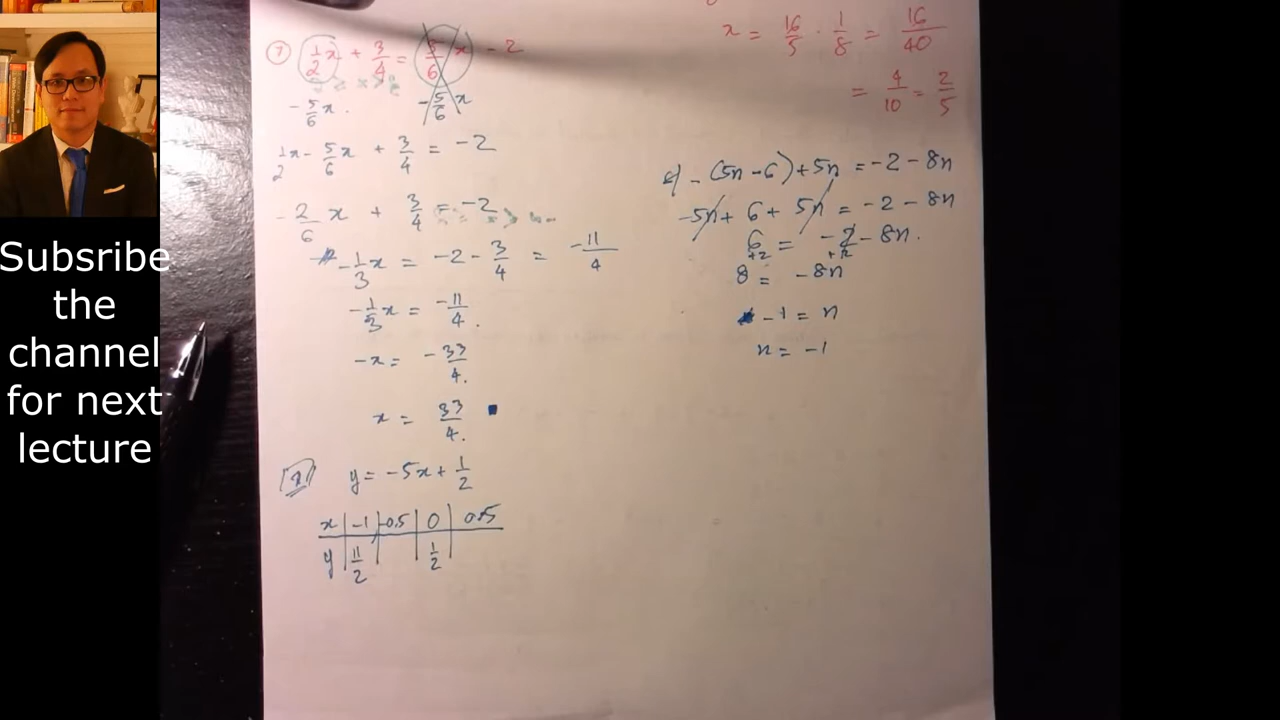 Subsribe
the
channel
for next
lecture
⑦ 1/2 x + 3/4 = 5/6 x - 2
- 5/6 x . - 5/6 x
1/2 x - 5/6 x + 3/4 = -2
- 2/6 x + 3/4 = -2
- 1/3 x = -2 - 3/4 = -11/4
- 1/3 x = -11/4 .
-x = - 33/4 .
x = 33/4 .
y = -5x + 1/2
x | -1 | -0.5 | 0 | 0.5
y | 11/2 | | 1/2 |
x = 16/5 · 1/8 = 16/40
= 4/10 = 2/5
-(5n - 6) + 5n = -2 - 8n
-5n + 6 + 5n = -2 - 8n
6 = -2 - 8n .
+2 +2
8 = -8n
-1 = n
n = -1